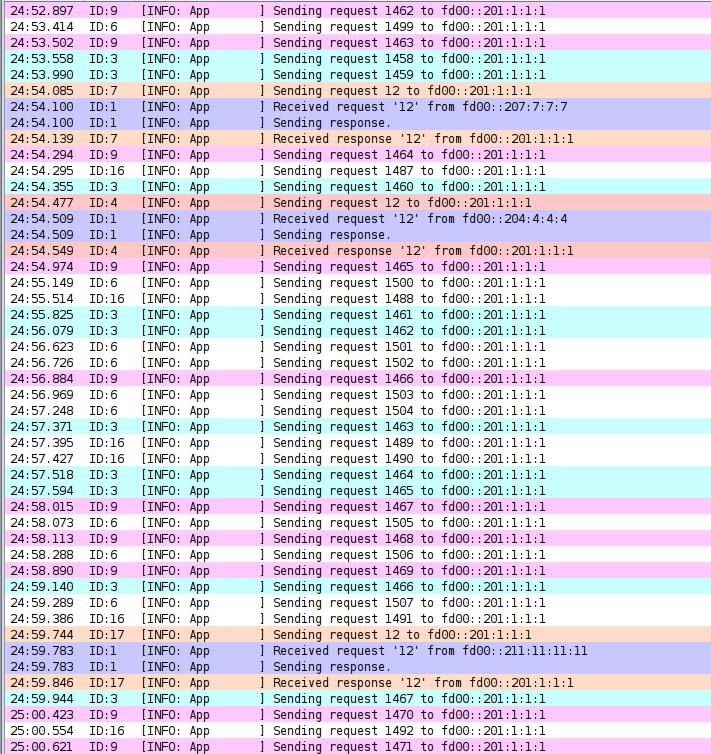 24:52.897 ID:9 [INFO: App ] Sending request 1462 to fd00::201:1:1:1
24:53.414 ID:6 [INFO: App ] Sending request 1499 to fd00::201:1:1:1
24:53.502 ID:9 [INFO: App ] Sending request 1463 to fd00::201:1:1:1
24:53.558 ID:3 [INFO: App ] Sending request 1458 to fd00::201:1:1:1
24:53.990 ID:3 [INFO: App ] Sending request 1459 to fd00::201:1:1:1
24:54.085 ID:7 [INFO: App ] Sending request 12 to fd00::201:1:1:1
24:54.100 ID:1 [INFO: App ] Received request '12' from fd00::207:7:7:7
24:54.100 ID:1 [INFO: App ] Sending response.
24:54.139 ID:7 [INFO: App ] Received response '12' from fd00::201:1:1:1
24:54.294 ID:9 [INFO: App ] Sending request 1464 to fd00::201:1:1:1
24:54.295 ID:16 [INFO: App ] Sending request 1487 to fd00::201:1:1:1
24:54.355 ID:3 [INFO: App ] Sending request 1460 to fd00::201:1:1:1
24:54.477 ID:4 [INFO: App ] Sending request 12 to fd00::201:1:1:1
24:54.509 ID:1 [INFO: App ] Received request '12' from fd00::204:4:4:4
24:54.509 ID:1 [INFO: App ] Sending response.
24:54.549 ID:4 [INFO: App ] Received response '12' from fd00::201:1:1:1
24:54.974 ID:9 [INFO: App ] Sending request 1465 to fd00::201:1:1:1
24:55.149 ID:6 [INFO: App ] Sending request 1500 to fd00::201:1:1:1
24:55.514 ID:16 [INFO: App ] Sending request 1488 to fd00::201:1:1:1
24:55.825 ID:3 [INFO: App ] Sending request 1461 to fd00::201:1:1:1
24:56.079 ID:3 [INFO: App ] Sending request 1462 to fd00::201:1:1:1
24:56.623 ID:6 [INFO: App ] Sending request 1501 to fd00::201:1:1:1
24:56.726 ID:6 [INFO: App ] Sending request 1502 to fd00::201:1:1:1
24:56.884 ID:9 [INFO: App ] Sending request 1466 to fd00::201:1:1:1
24:56.969 ID:6 [INFO: App ] Sending request 1503 to fd00::201:1:1:1
24:57.248 ID:6 [INFO: App ] Sending request 1504 to fd00::201:1:1:1
24:57.371 ID:3 [INFO: App ] Sending request 1463 to fd00::201:1:1:1
24:57.395 ID:16 [INFO: App ] Sending request 1489 to fd00::201:1:1:1
24:57.427 ID:16 [INFO: App ] Sending request 1490 to fd00::201:1:1:1
24:57.518 ID:3 [INFO: App ] Sending request 1464 to fd00::201:1:1:1
24:57.594 ID:3 [INFO: App ] Sending request 1465 to fd00::201:1:1:1
24:58.015 ID:9 [INFO: App ] Sending request 1467 to fd00::201:1:1:1
24:58.073 ID:6 [INFO: App ] Sending request 1505 to fd00::201:1:1:1
24:58.113 ID:9 [INFO: App ] Sending request 1468 to fd00::201:1:1:1
24:58.288 ID:6 [INFO: App ] Sending request 1506 to fd00::201:1:1:1
24:58.890 ID:9 [INFO: App ] Sending request 1469 to fd00::201:1:1:1
24:59.140 ID:3 [INFO: App ] Sending request 1466 to fd00::201:1:1:1
24:59.289 ID:6 [INFO: App ] Sending request 1507 to fd00::201:1:1:1
24:59.386 ID:16 [INFO: App ] Sending request 1491 to fd00::201:1:1:1
24:59.744 ID:17 [INFO: App ] Sending request 12 to fd00::201:1:1:1
24:59.783 ID:1 [INFO: App ] Received request '12' from fd00::211:11:11:11
24:59.783 ID:1 [INFO: App ] Sending response.
24:59.846 ID:17 [INFO: App ] Received response '12' from fd00::201:1:1:1
24:59.944 ID:3 [INFO: App ] Sending request 1467 to fd00::201:1:1:1
25:00.423 ID:9 [INFO: App ] Sending request 1470 to fd00::201:1:1:1
25:00.554 ID:16 [INFO: App ] Sending request 1492 to fd00::201:1:1:1
25:00.621 ID:9 [INFO: App ] Sending request 1471 to fd00::201:1:1:1